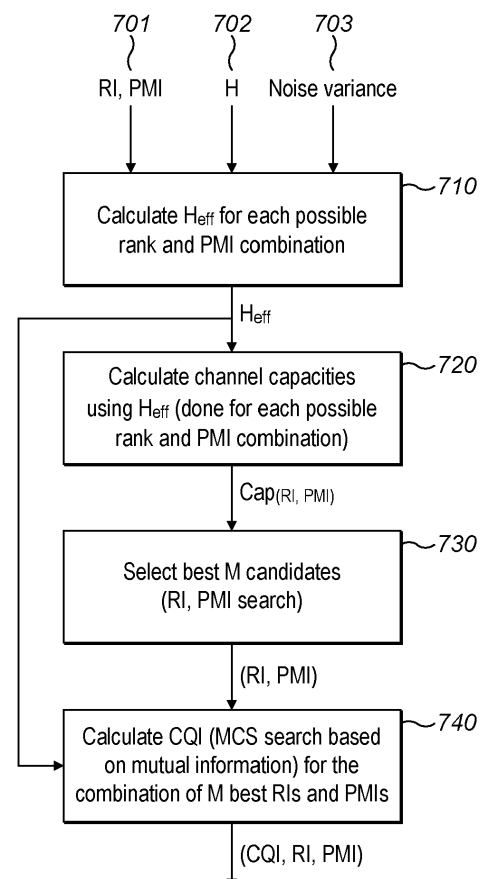 701 702 703
RI, PMI H Noise variance
710
Calculate Heff for each possible
rank and PMI combination
Heff
720
Calculate channel capacities
using Heff (done for each possible
rank and PMI combination)
Cap(RI, PMI)
730
Select best M candidates
(RI, PMI search)
(RI, PMI)
740
Calculate CQI (MCS search based
on mutual information) for the
combination of M best RIs and PMIs
(CQI, RI, PMI)